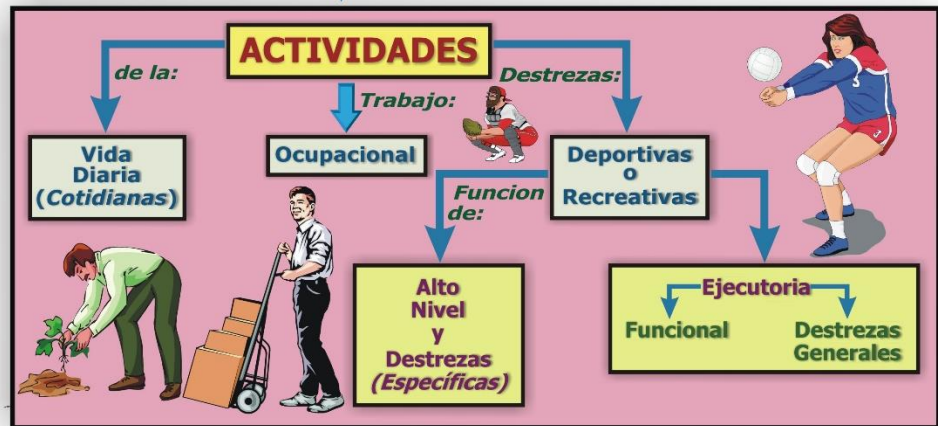 ACTIVIDADES
de la:
Trabajo:
Destrezas:
Vida
Diaria
(Cotidianas)
Ocupacional
Deportivas
o
Recreativas
Funcion
de:
Alto
Nivel
y
Destrezas
(Específicas)
Ejecutoria
Funcional
Destrezas
Generales